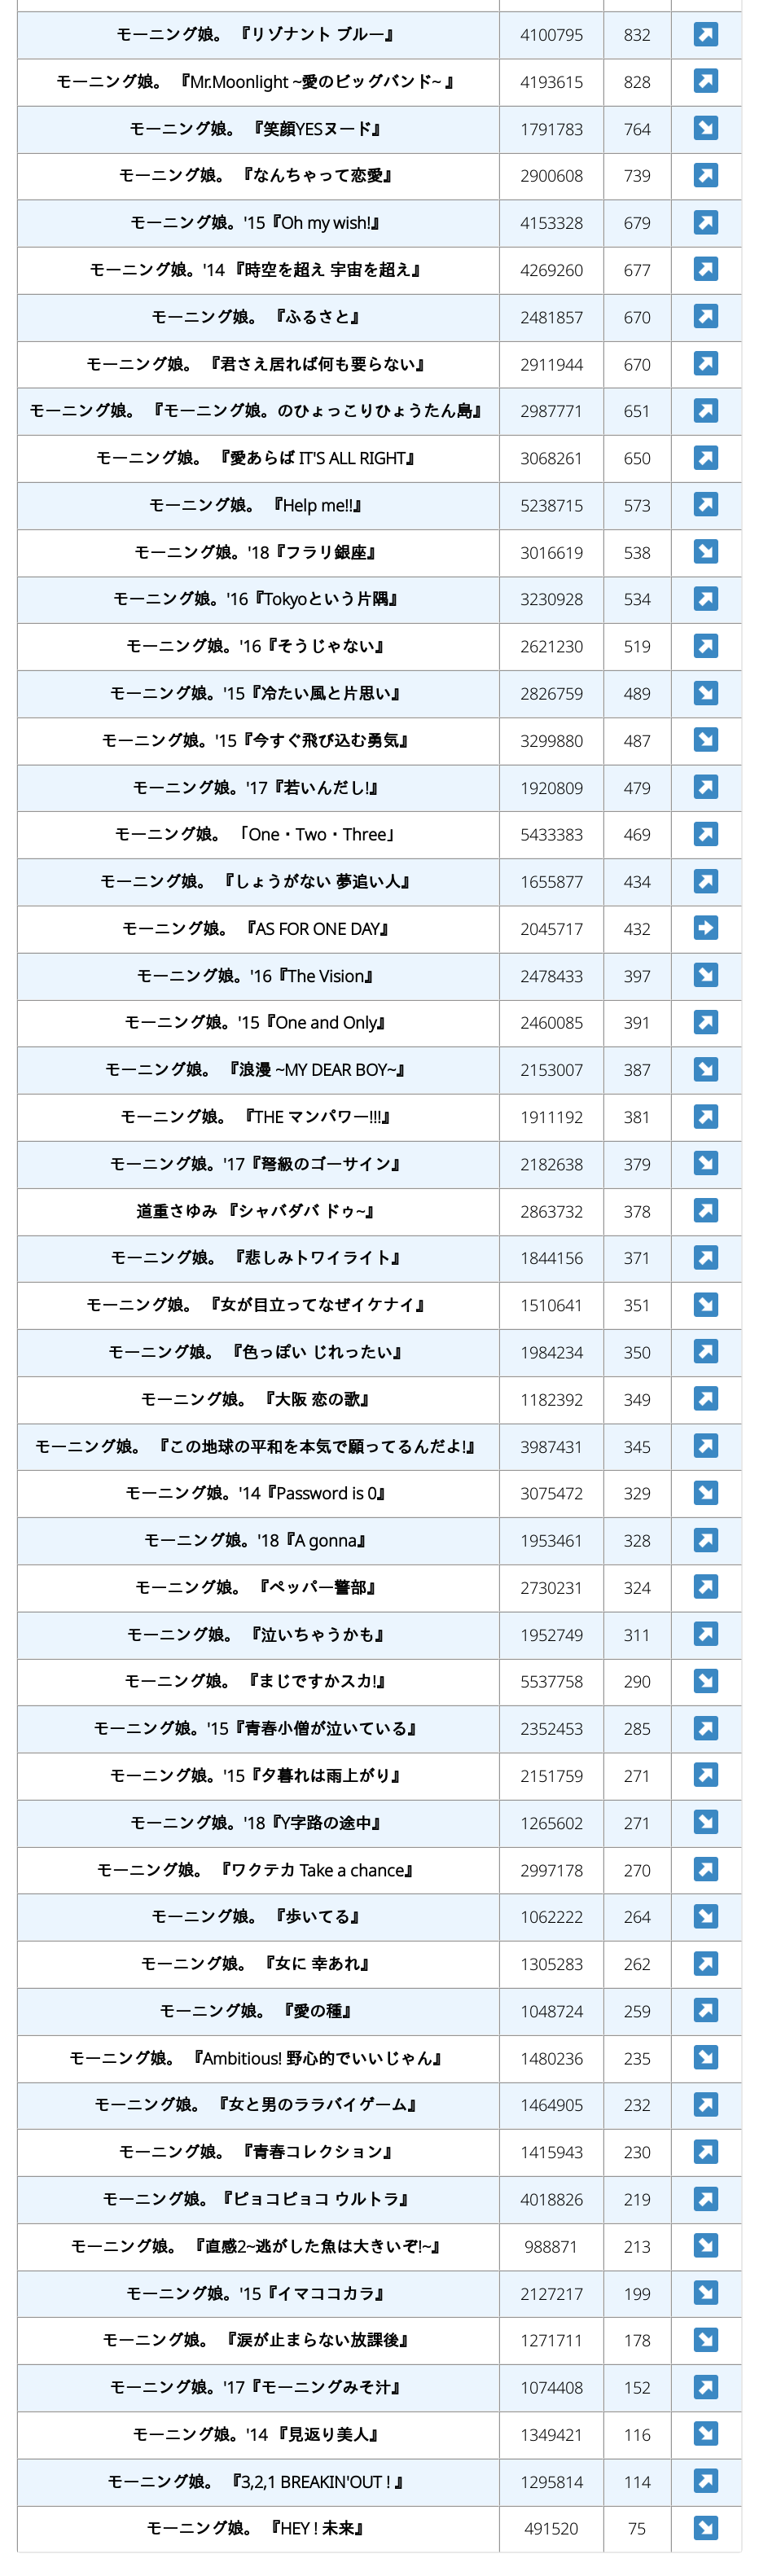 モーニング娘。 『リゾナント ブルー』 4100795 832 ↗
モーニング娘。 『Mr.Moonlight ~愛のビッグバンド~ 』 4193615 828 ↗
モーニング娘。 『笑顔YESヌード』 1791783 764 ↘
モーニング娘。 『なんちゃって恋愛』 2900608 739 ↗
モーニング娘。'15『Oh my wish!』 4153328 679 ↗
モーニング娘。'14 『時空を超え 宇宙を超え』 4269260 677 ↗
モーニング娘。 『ふるさと』 2481857 670 ↗
モーニング娘。 『君さえ居れば何も要らない』 2911944 670 ↗
モーニング娘。 『モーニング娘。のひょっこりひょうたん島』 2987771 651 ↗
モーニング娘。 『愛あらば IT'S ALL RIGHT』 3068261 650 ↗
モーニング娘。 『Help me!!』 5238715 573 ↗
モーニング娘。'18『フラリ銀座』 3016619 538 ↘
モーニング娘。'16『Tokyoという片隅』 3230928 534 ↗
モーニング娘。'16『そうじゃない』 2621230 519 ↗
モーニング娘。'15『冷たい風と片思い』 2826759 489 ↘
モーニング娘。'15『今すぐ飛び込む勇気』 3299880 487 ↘
モーニング娘。'17『若いんだし!』 1920809 479 ↗
モーニング娘。 「One・Two・Three」 5433383 469 ↗
モーニング娘。 『しょうがない 夢追い人』 1655877 434 ↗
モーニング娘。 『AS FOR ONE DAY』 2045717 432 ➡
モーニング娘。'16『The Vision』 2478433 397 ↘
モーニング娘。'15『One and Only』 2460085 391 ↗
モーニング娘。 『浪漫 ~MY DEAR BOY~』 2153007 387 ↘
モーニング娘。 『THE マンパワー!!!』 1911192 381 ↗
モーニング娘。'17『弩級のゴーサイン』 2182638 379 ↘
道重さゆみ 『シャバダバ ドゥ~』 2863732 378 ↗
モーニング娘。 『悲しみトワイライト』 1844156 371 ↗
モーニング娘。 『女が目立ってなぜイケナイ』 1510641 351 ↘
モーニング娘。 『色っぽい じれったい』 1984234 350 ↗
モーニング娘。 『大阪 恋の歌』 1182392 349 ↗
モーニング娘。 『この地球の平和を本気で願ってるんだよ!』 3987431 345 ↗
モーニング娘。'14『Password is 0』 3075472 329 ↘
モーニング娘。'18『A gonna』 1953461 328 ↗
モーニング娘。 『ペッパー警部』 2730231 324 ↗
モーニング娘。 『泣いちゃうかも』 1952749 311 ↗
モーニング娘。 『まじですかスカ!』 5537758 290 ↘
モーニング娘。'15『青春小僧が泣いている』 2352453 285 ↗
モーニング娘。'15『夕暮れは雨上がり』 2151759 271 ↗
モーニング娘。'18『Y字路の途中』 1265602 271 ↘
モーニング娘。 『ワクテカ Take a chance』 2997178 270 ↗
モーニング娘。 『歩いてる』 1062222 264 ↘
モーニング娘。 『女に 幸あれ』 1305283 262 ↗
モーニング娘。 『愛の種』 1048724 259 ↗
モーニング娘。 『Ambitious! 野心的でいいじゃん』 1480236 235 ↘
モーニング娘。 『女と男のララバイゲーム』 1464905 232 ↗
モーニング娘。 『青春コレクション』 1415943 230 ↗
モーニング娘。『ピョコピョコ ウルトラ』 4018826 219 ↗
モーニング娘。 『直感2~逃がした魚は大きいぞ!~』 988871 213 ↘
モーニング娘。'15『イマココカラ』 2127217 199 ↘
モーニング娘。 『涙が止まらない放課後』 1271711 178 ↘
モーニング娘。'17『モーニングみそ汁』 1074408 152 ↗
モーニング娘。'14 『見返り美人』 1349421 116 ↘
モーニング娘。 『3,2,1 BREAKIN'OUT ! 』 1295814 114 ↗
モーニング娘。 『HEY ! 未来』 491520 75 ↘